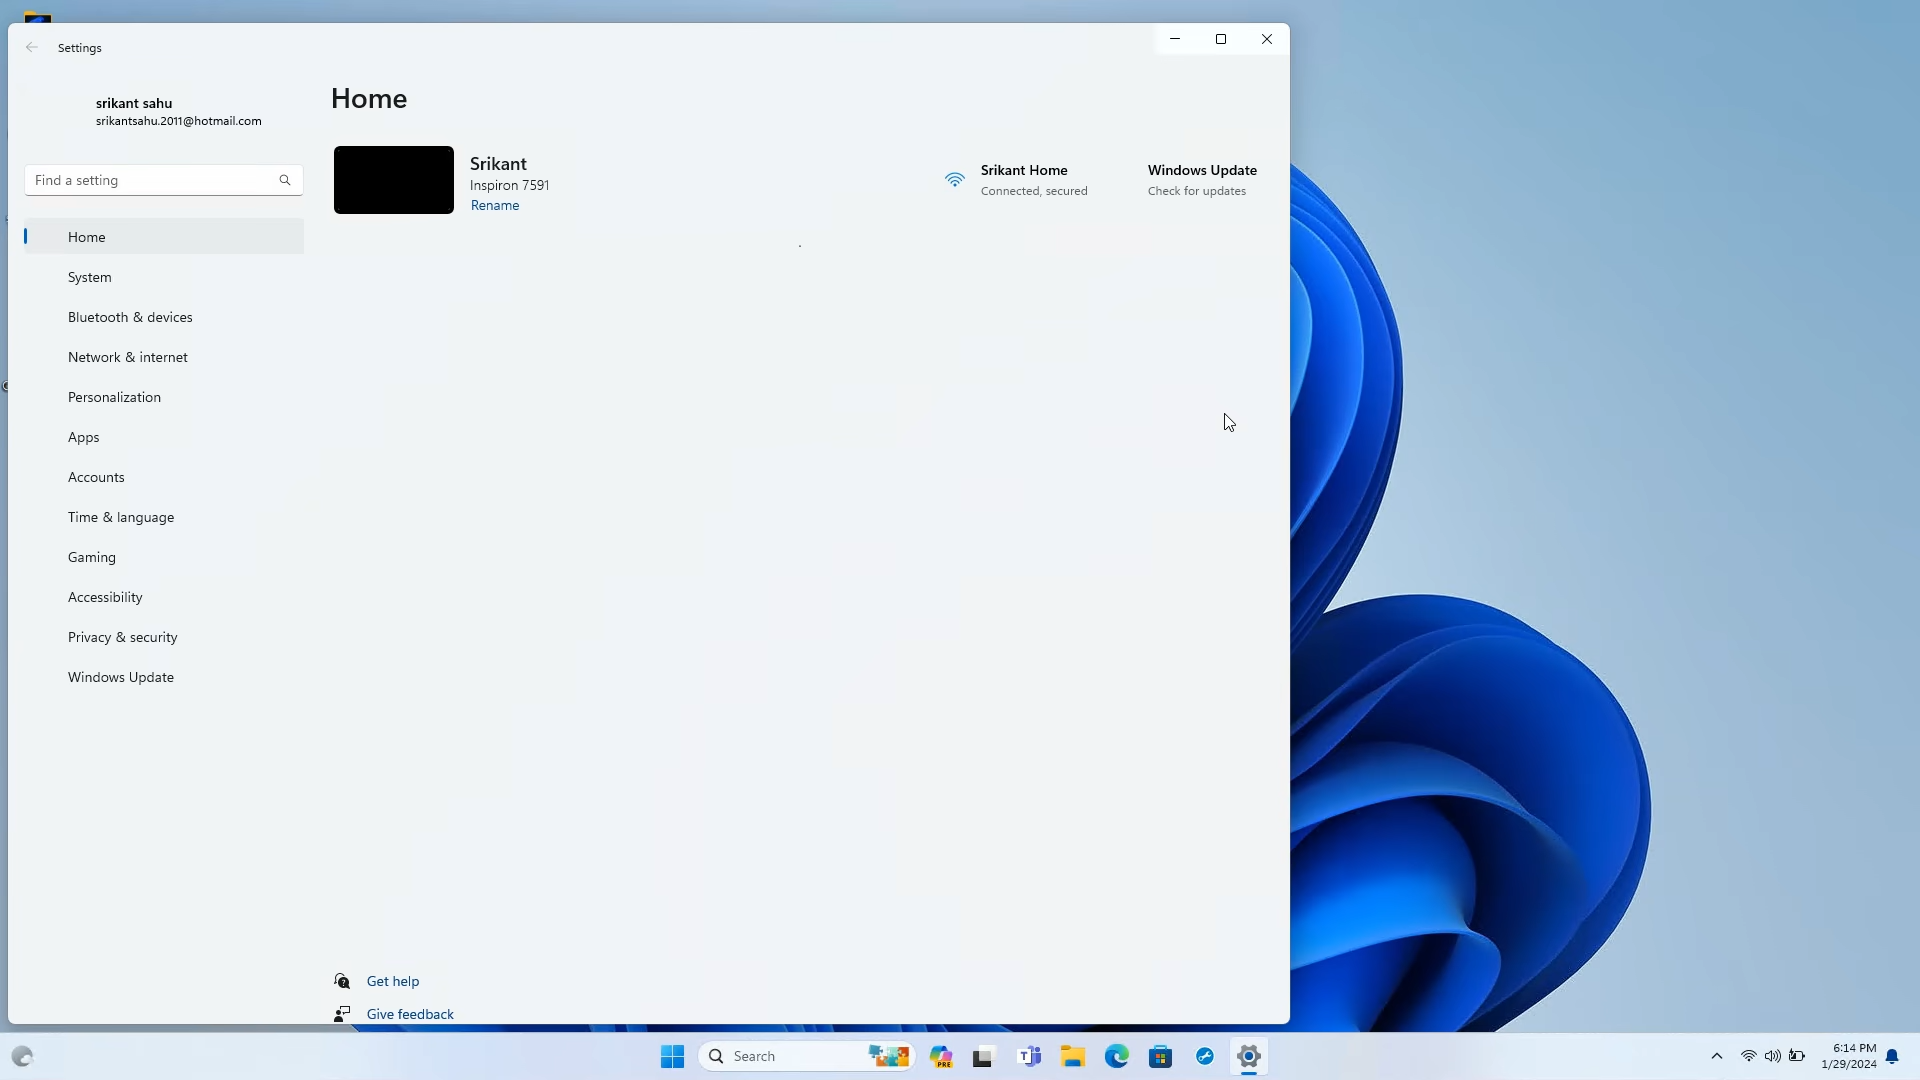 Settings
srikant sahu
srikantsahu.2011@hotmail.com
Find a setting
Home
System
Bluetooth & devices
Network & internet
Personalization
Apps
Accounts
Time & language
Gaming
Accessibility
Privacy & security
Windows Update
Home
Srikant
Inspiron 7591
Rename
Srikant Home
Connected, secured
Windows Update
Check for updates
Get help
Give feedback
Search
PRE
6:14 PM
1/29/2024